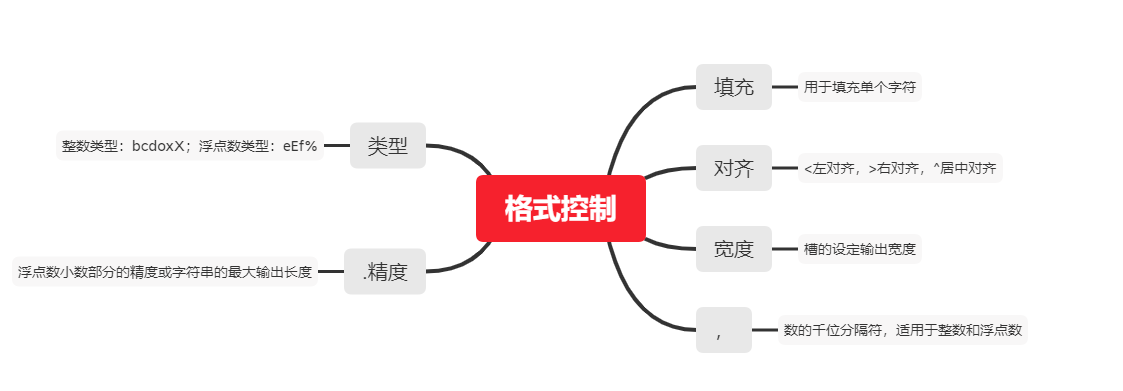 格式控制
填充
用于填充单个字符
对齐
<左对齐，>右对齐，^居中对齐
宽度
槽的设定输出宽度
，
数的千位分隔符，适用于整数和浮点数
类型
整数类型：bcdoxX；浮点数类型：eEf%
.精度
浮点数小数部分的精度或字符串的最大输出长度